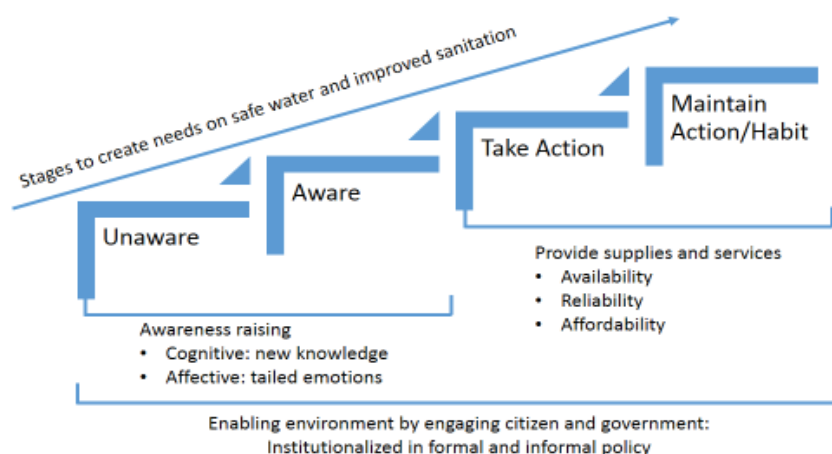 Stages to create needs on safe water and improved sanitation
Unaware
Aware
Take Action
Maintain
Action/Habit
Awareness raising
• Cognitive: new knowledge
• Affective: tailed emotions
Provide supplies and services
• Availability
• Reliability
• Affordability
Enabling environment by engaging citizen and government:
Institutionalized in formal and informal policy